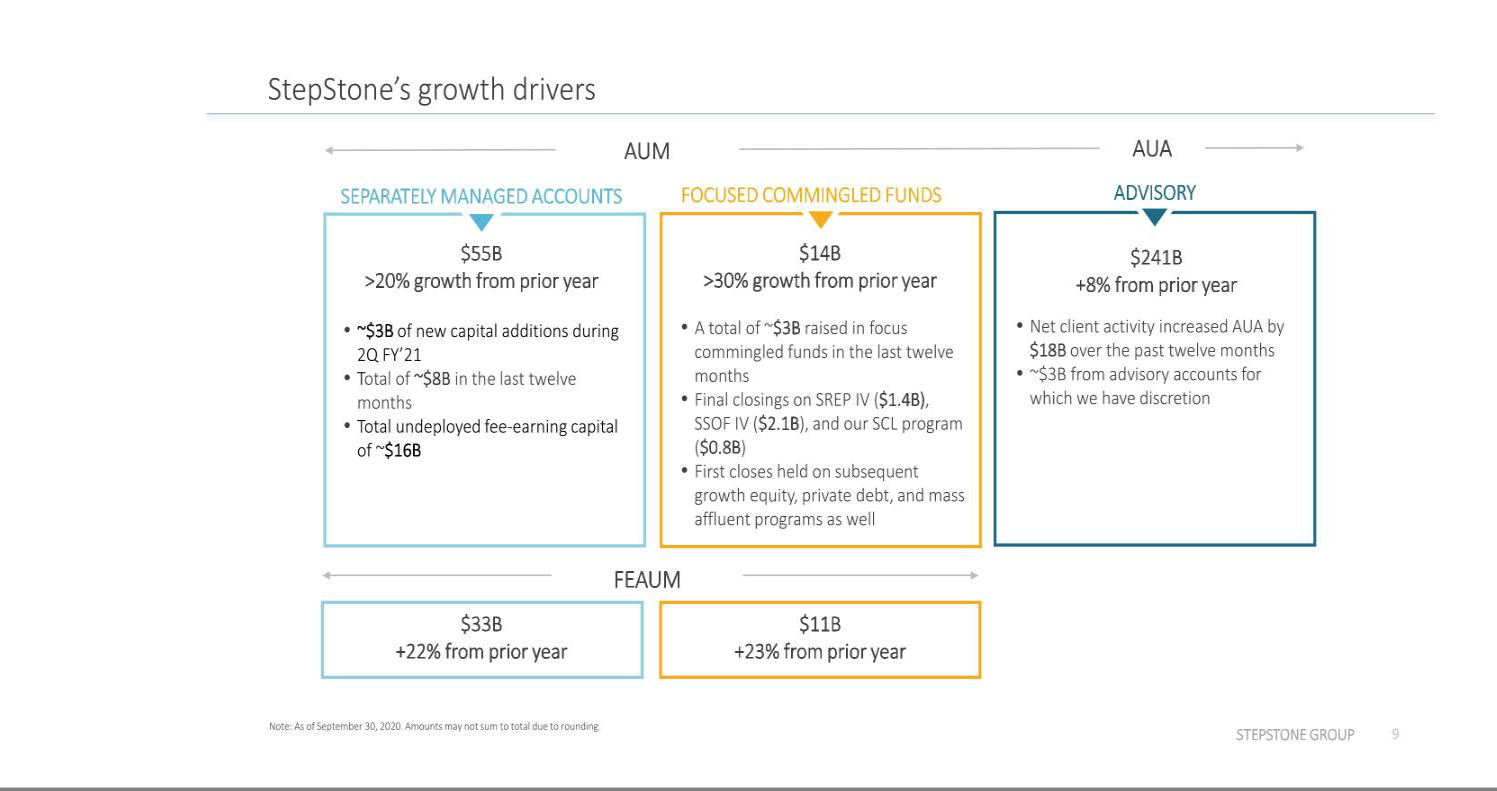 StepStone’s growth drivers
AUM
AUA
SEPARATELY MANAGED ACCOUNTS
$55B
>20% growth from prior year
• ~$3B of new capital additions during
2Q FY’21
• Total of ~$8B in the last twelve
months
• Total undeployed fee-earning capital
of ~$16B
FOCUSED COMMINGLED FUNDS
$14B
>30% growth from prior year
• A total of ~$3B raised in focus
commingled funds in the last twelve
months
• Final closings on SREP IV ($1.4B),
SSOF IV ($2.1B), and our SCL program
($0.8B)
• First closes held on subsequent
growth equity, private debt, and mass
affluent programs as well
ADVISORY
$241B
+8% from prior year
• Net client activity increased AUA by
$18B over the past twelve months
• ~$3B from advisory accounts for
which we have discretion
FEAUM
$33B
+22% from prior year
$11B
+23% from prior year
Note: As of September 30, 2020. Amounts may not sum to total due to rounding.
STEPSTONE GROUP 9